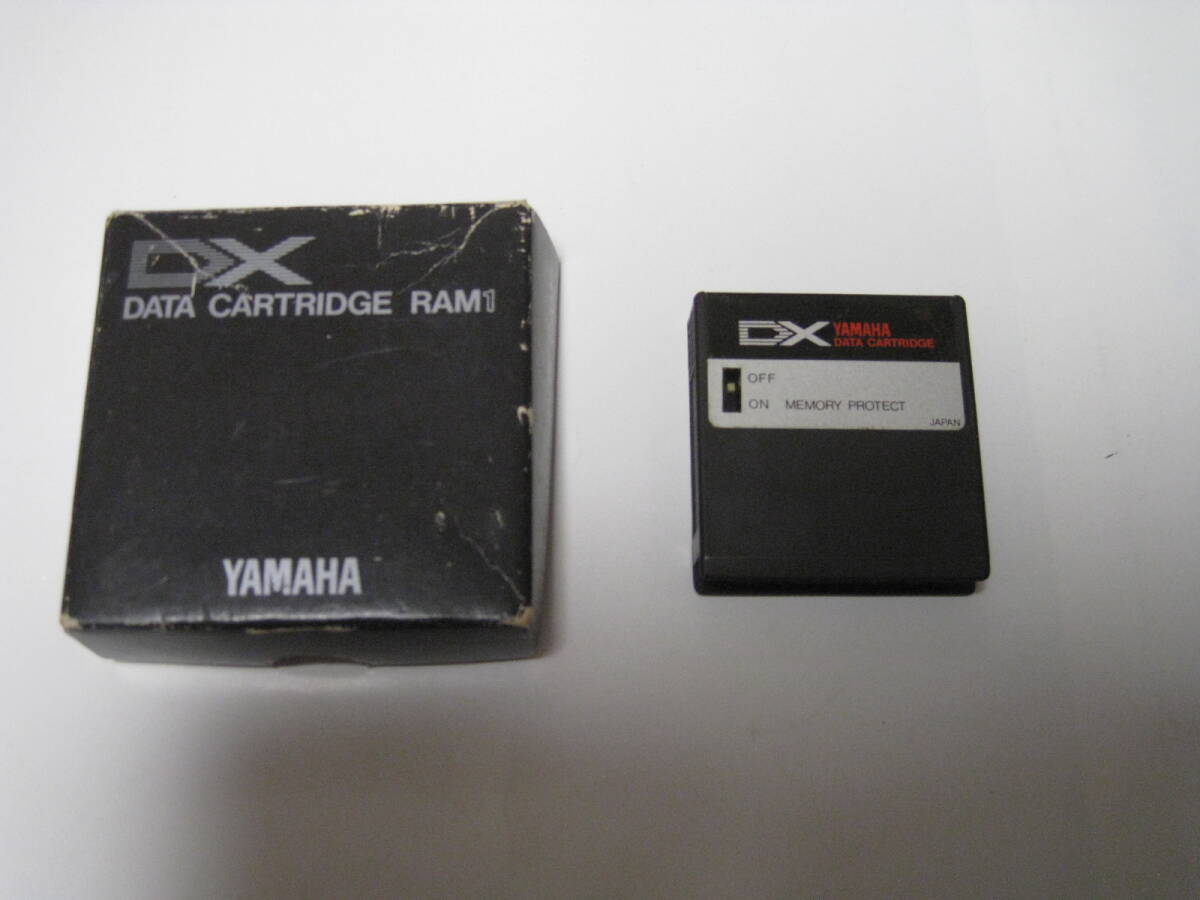 DX
DATA CARTRIDGE RAM1
YAMAHA
DX YAMAHA
DATA CARTRIDGE
OFF
ON MEMORY PROTECT
JAPAN